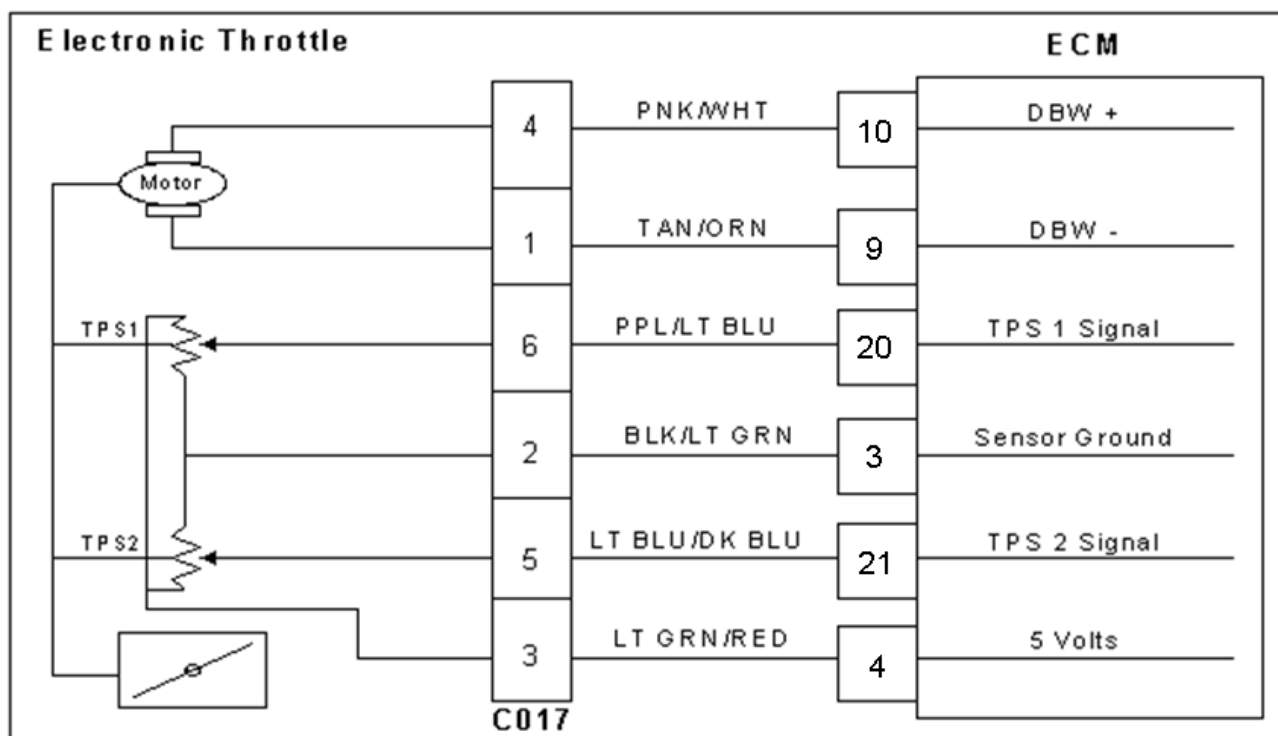 Electronic Throttle
ECM
4 PNK/WHT 10 DBW +
Motor
1 TAN/ORN 9 DBW -
TPS1 6 PPL/LT BLU 20 TPS 1 Signal
2 BLK/LT GRN 3 Sensor Ground
TPS2 5 LT BLU/DK BLU 21 TPS 2 Signal
3 LT GRN/RED 4 5 Volts
C017